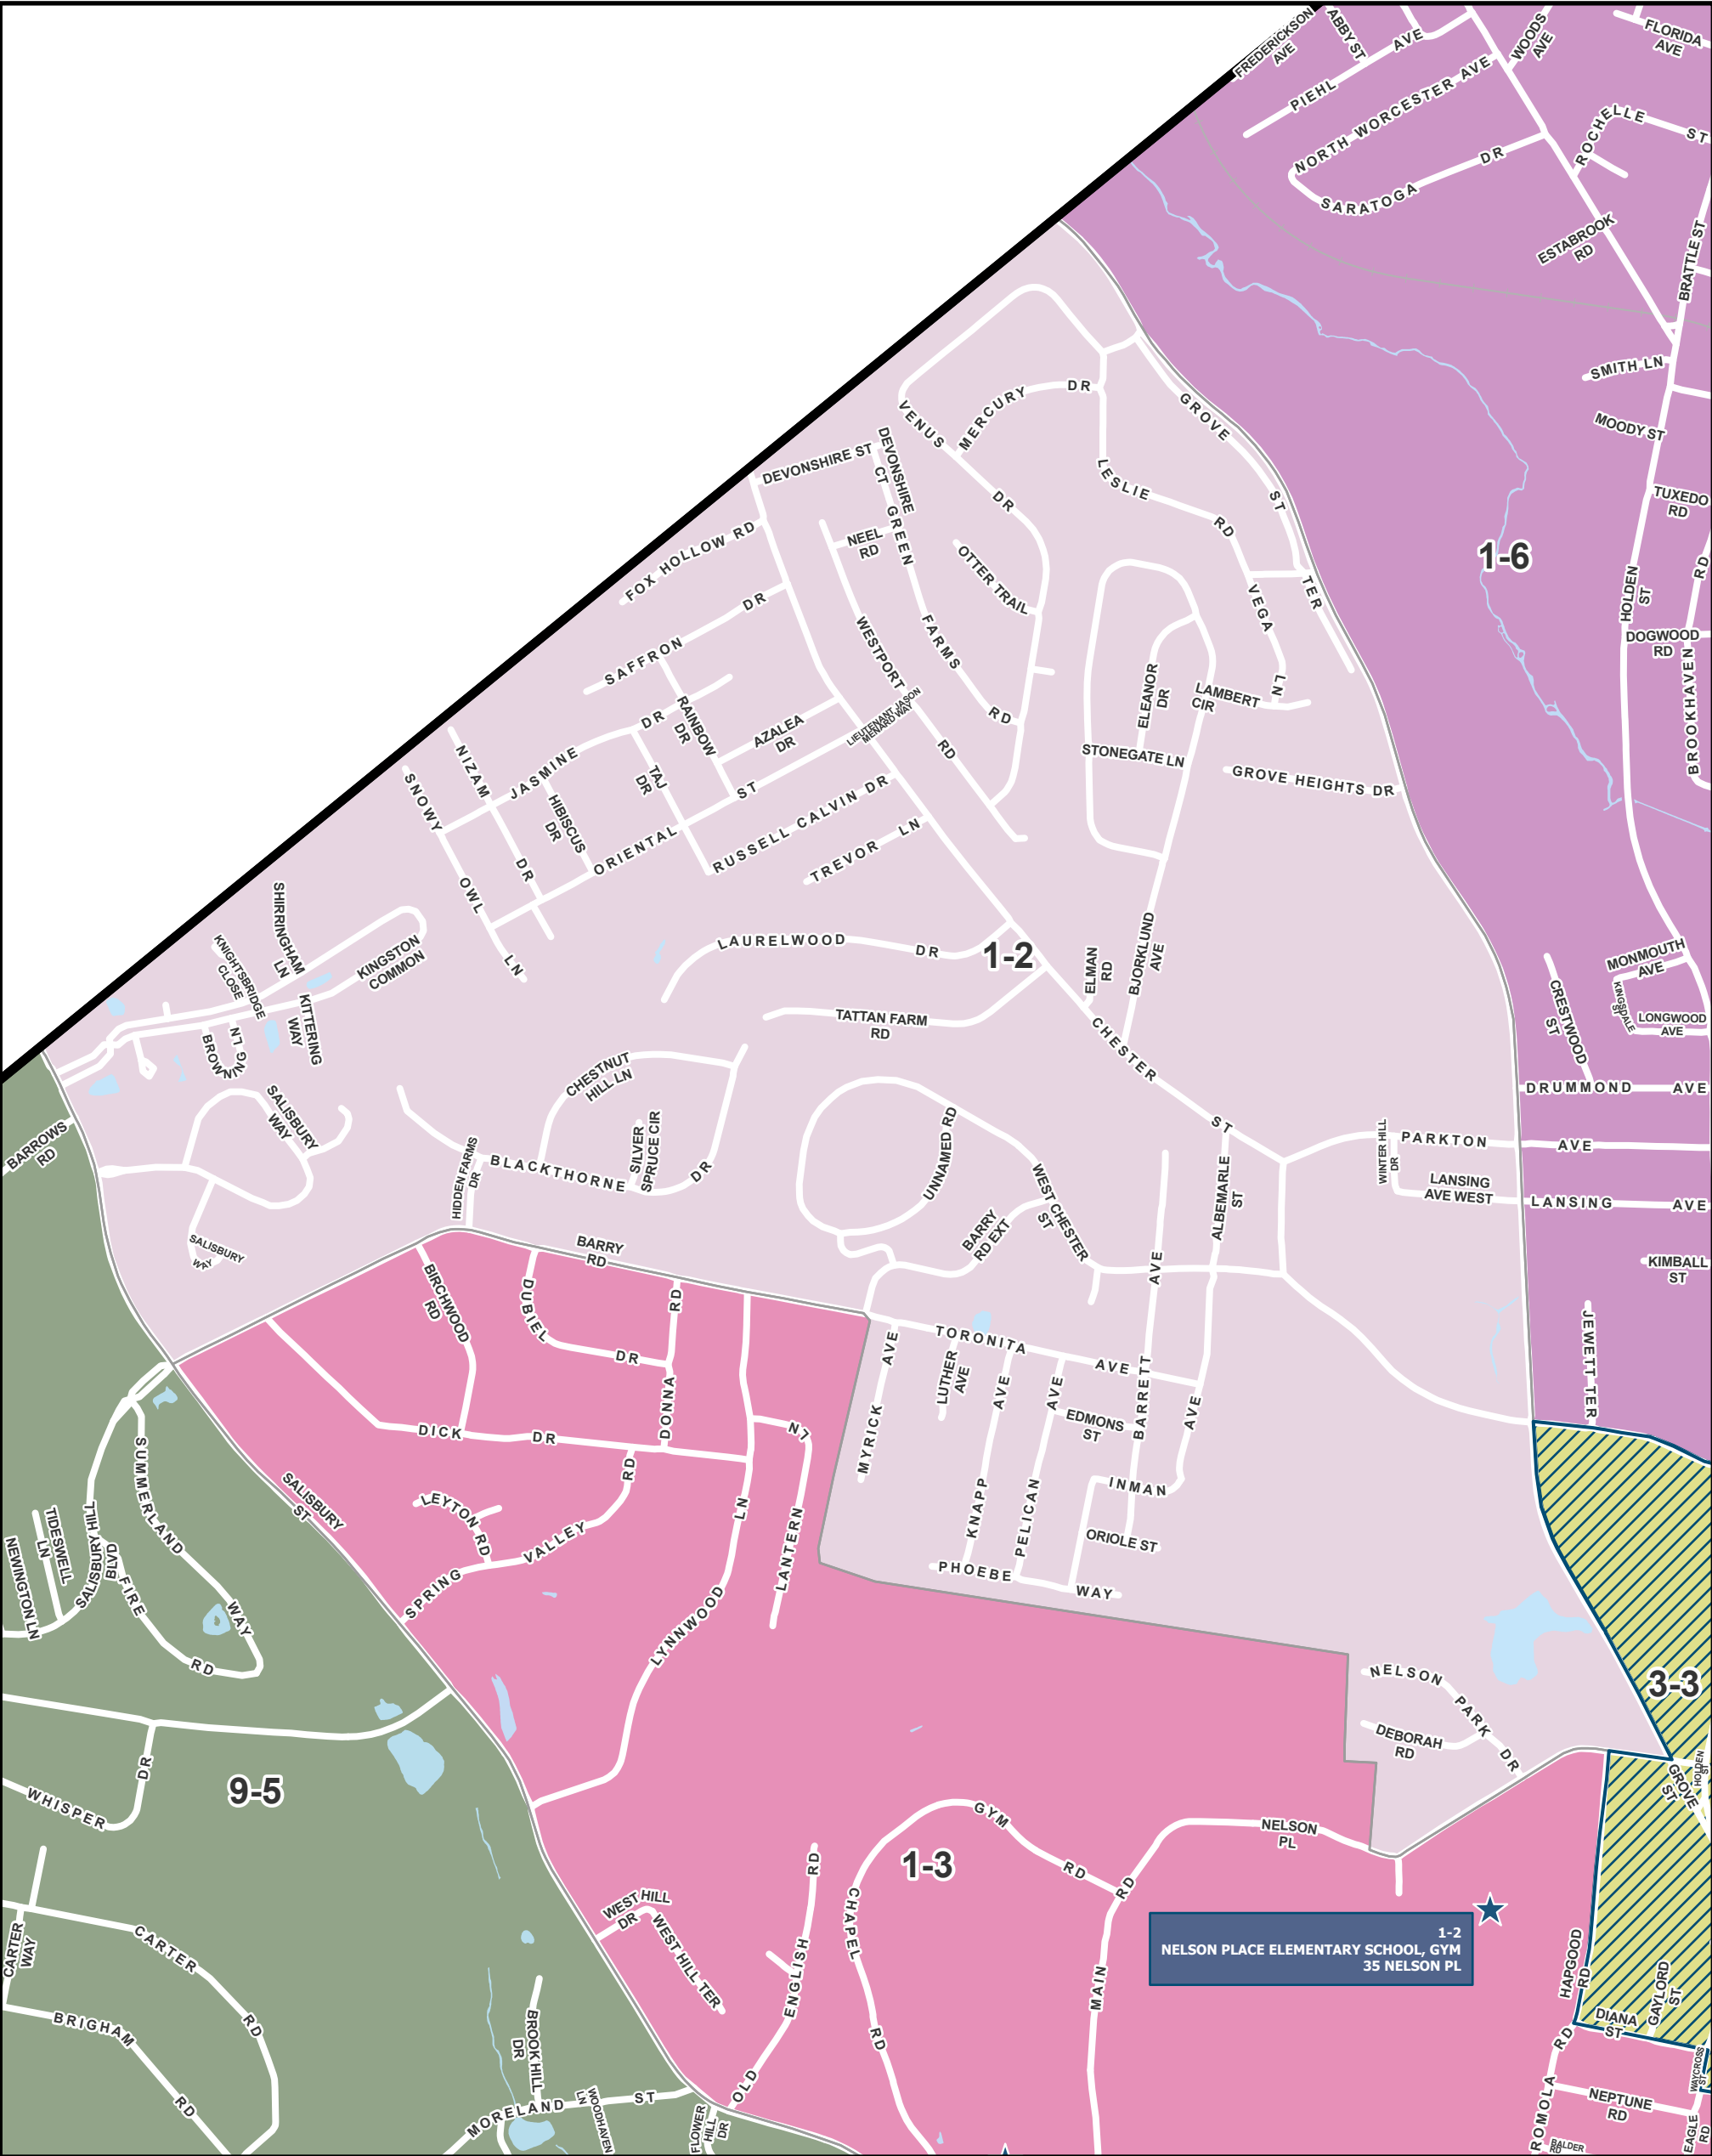 FREDERICKSON
AVE
ABBY ST
PIEHL AVE
WOODS
AVE
FLORIDA
AVE
NORTH WORCESTER AVE
ROCHELLE ST
SARATOGA DR
ESTABROOK
RD
BRATTLE ST
SMITH LN
MOODY ST
TUXEDO
RD
1-6
HOLDEN
ST
DOGWOOD
RD
BROOKHAVEN RD
GROVE ST
TER
VENUS DR
MERCURY DR
LESLIE RD
DEVONSHIRE ST
DEVONSHIRE
CT
GREEN FARMS RD
NEEL
RD
OTTER TRAIL
FOX HOLLOW RD
SAFFRON DR
WESTPORT RD
VEGA LN
ELEANOR
DR
LAMBERT
CIR
STONEGATE LN
GROVE HEIGHTS DR
LIEUTENANT JASON
MENARD WAY
RAINBOW
DR
AZALEA
DR
JASMINE DR
TAJ
DR
NIZAM DR
SNOWY OWL LN
HIBISCUS
DR
ORIENTAL ST
RUSSELL CALVIN DR
TREVOR LN
SHIRRINGHAM
LN
KNIGHTSBRIDGE
CLOSE
KINGSTON
COMMON
KITTERING
WAY
BROWNING LN
LAURELWOOD DR
1-2
ELMAN
RD
BJORKLUND
AVE
MONMOUTH
AVE
KINGSDALE
ST
LONGWOOD
AVE
CRESTWOOD
ST
TATTAN FARM
RD
CHESTER ST
DRUMMOND AVE
CHESTNUT
HILL LN
SALISBURY
WAY
BARROWS
RD
SILVER
SPRUCE CIR
HIDDEN FARMS
DR
BLACKTHORNE DR
UNNAMED RD
WEST CHESTER
ST
BARRY
RD EXT
ALBEMARLE
ST
WINTER HILL
DR
PARKTON AVE
LANSING
AVE WEST
LANSING AVE
KIMBALL
ST
SALISBURY
WAY
BARRY
RD
BIRCHWOOD
RD
DUBIEL DR
DONNA RD
TORONITA AVE
LUTHER
AVE
MYRICK AVE
KNAPP AVE
PELICAN AVE
EDMONS
ST
BARRETT AVE
INMAN AVE
JEWETT TER
DICK DR
LANTERN LN
SALISBURY
ST
LEYTON RD
SPRING VALLEY RD
ORIOLE ST
PHOEBE WAY
SUMMERLAND WAY
TIDESWELL
LN
NEWINGTON LN
SALISBURY HILL
BLVD
FIRE RD
LYNNWOOD LN
NELSON PARK DR
DEBORAH
RD
3-3
HOLDEN
ST
GROVE
ST
WHISPER DR
9-5
GYM RD
NELSON
PL
1-3
WEST HILL
DR
WEST HILL TER
CHAPEL RD
OLD ENGLISH RD
MAIN RD
1-2
NELSON PLACE ELEMENTARY SCHOOL, GYM
35 NELSON PL
HAPGOOD
RD
GAYLORD
ST
DIANA
ST
CARTER
WAY
CARTER RD
BRIGHAM RD
BROOK HILL
DR
MORELAND ST
WOODHAVEN
LN
FLOWER
HILL
DR
ROMOLA RD
NEPTUNE
RD
WAYCROSS
ST
EAGLE
RD
BALDER
RD